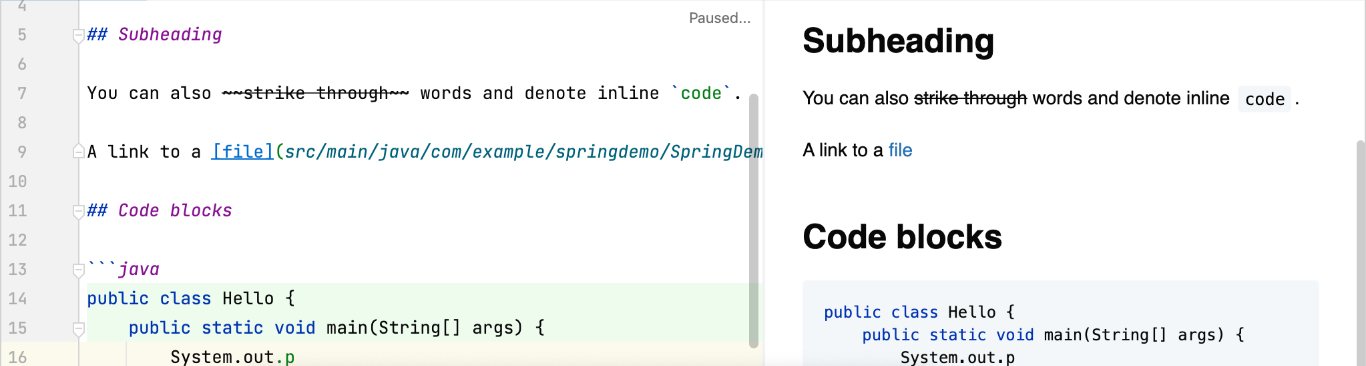 4
Paused...
5 ## Subheading
6
7 You can also ~~strike through~~ words and denote inline `code`.
8
9 A link to a [file](src/main/java/com/example/springdemo/SpringDem
10
11 ## Code blocks
12
13 ```java
14 public class Hello {
15     public static void main(String[] args) {
16         System.out.p
Subheading
You can also strike through words and denote inline code .
A link to a file
Code blocks
public class Hello {
    public static void main(String[] args) {
        System.out.p